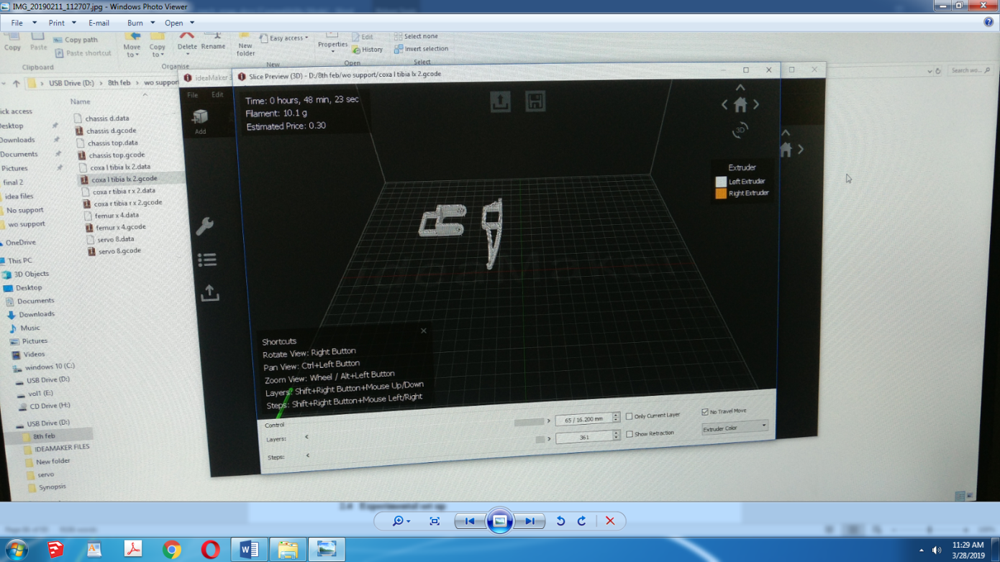 IMG_20190211_112707.jpg - Windows Photo Viewer
File Print E-mail Burn Open
Copy Paste Copy path Paste shortcut
Move to Copy to Delete Rename New folder
Easy access
Properties Edit History
Select none
Invert selection
Clipboard Organise New Open Select
USB Drive (D:) > 8th feb > wo support
Search wo...
Name
chassis d.data
chassis d.gcode
chassis top.data
chassis top.gcode
coxa l tibia lx 2.data
coxa l tibia lx 2.gcode
coxa r tibia r x 2.data
coxa r tibia r x 2.gcode
femur x 4.data
femur x 4.gcode
servo 8.data
servo 8.gcode
ick access
Desktop
Downloads
Documents
Pictures
final 2
idea files
No support
wo support
OneDrive
This PC
3D Objects
Desktop
Documents
Downloads
Music
Pictures
Videos
windows 10 (C:)
USB Drive (D:)
vol1 (E:)
CD Drive (H:)
USB Drive (D:)
8th feb
IDEAMAKER FILES
New folder
servo
Synopsis
ideaMaker
File Edit
Add
Slice Preview (3D) - D:/8th feb/wo support/coxa l tibia lx 2.gcode
Time: 0 hours, 48 min, 23 sec
Filament: 10.1 g
Estimated Price: 0.30
3D
Extruder
Left Extruder
Right Extruder
Shortcuts
Rotate View: Right Button
Pan View: Ctrl+Left Button
Zoom View: Wheel / Alt+Left Button
Layers: Shift+Right Button+Mouse Up/Down
Steps: Shift+Right Button+Mouse Left/Right
Control
Layers: 65 / 16.200 mm Only Current Layer No Travel Move
Steps: 361 Show Retraction Extruder Color
2.4 Experimental set up
11:29 AM
3/28/2019